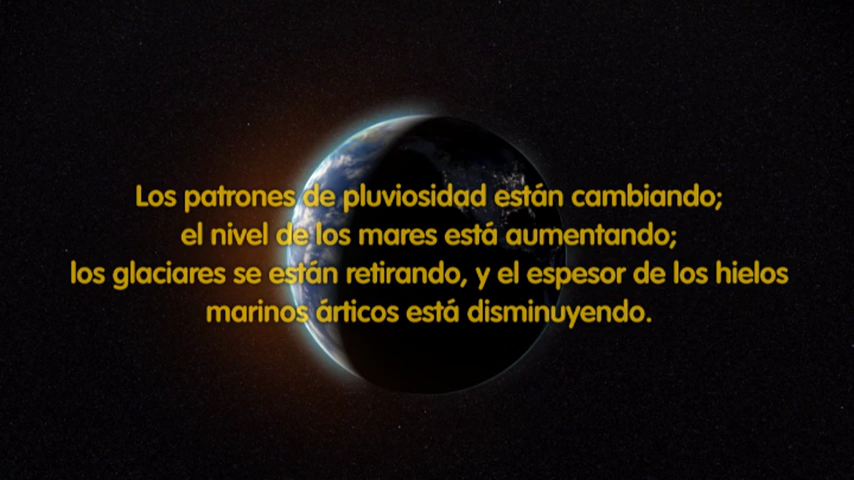 Los patrones de pluviosidad están cambiando;
el nivel de los mares está aumentando;
los glaciares se están retirando, y el espesor de los hielos
marinos árticos está disminuyendo.